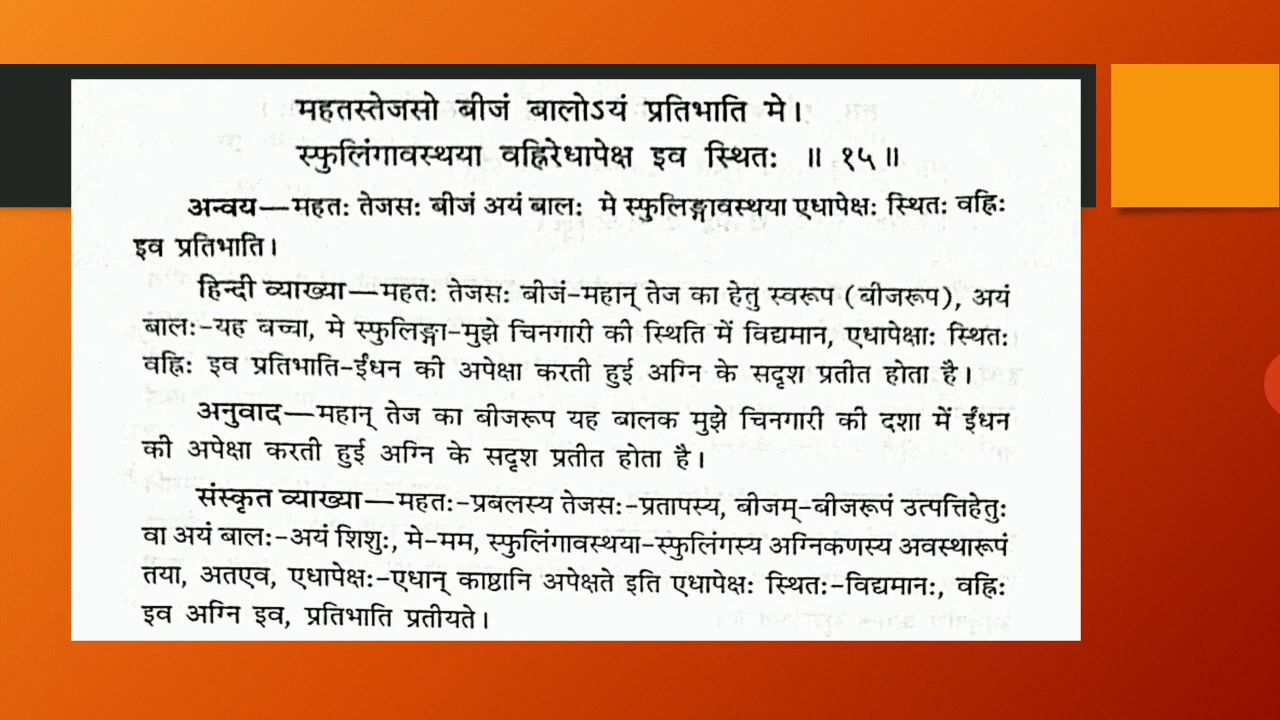 महतस्तेजसो बीजं बालोऽयं प्रतिभाति मे।
स्फुलिंगावस्थया वह्निरेधापेक्ष इव स्थितः ॥ १५ ॥
अन्वय—महतः तेजसः बीजं अयं बालः मे स्फुलिङ्गावस्थया एधापेक्षः स्थितः वह्निः
इव प्रतिभाति।
हिन्दी व्याख्या—महतः तेजसः बीजं-महान् तेज का हेतु स्वरूप (बीजरूप), अयं
बालः-यह बच्चा, मे स्फुलिङ्गा-मुझे चिनगारी की स्थिति में विद्यमान, एधापेक्षाः स्थितः
वह्निः इव प्रतिभाति-ईंधन की अपेक्षा करती हुई अग्नि के सदृश प्रतीत होता है।
अनुवाद—महान् तेज का बीजरूप यह बालक मुझे चिनगारी की दशा में ईंधन
की अपेक्षा करती हुई अग्नि के सदृश प्रतीत होता है।
संस्कृत व्याख्या—महतः-प्रबलस्य तेजसः-प्रतापस्य, बीजम्-बीजरूपं उत्पत्तिहेतुः
वा अयं बालः-अयं शिशुः, मे-मम, स्फुलिंगावस्थया-स्फुलिंगस्य अग्निकणस्य अवस्थारूपं
तया, अतएव, एधापेक्षः-एधान् काष्ठानि अपेक्षते इति एधापेक्षः स्थितः-विद्यमानः, वह्निः
इव अग्नि इव, प्रतिभाति प्रतीयते।